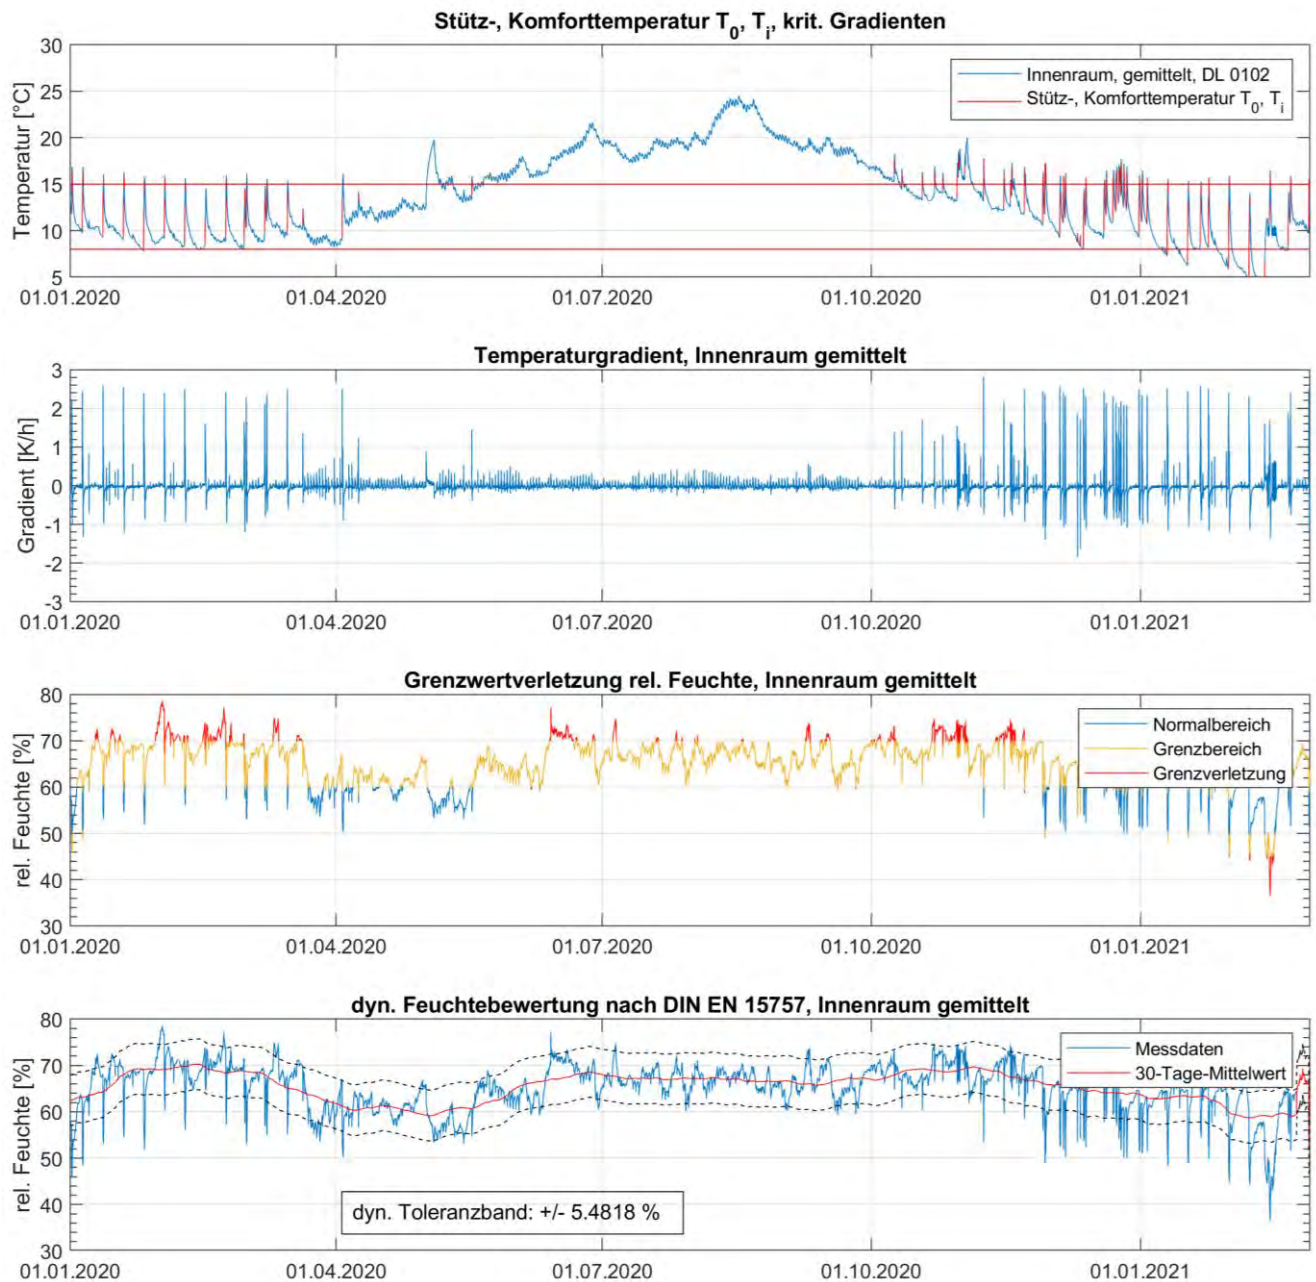 Stütz-, Komforttemperatur T0, Ti, krit. Gradienten
Temperatur [°C]
30
25
20
15
10
5
Innenraum, gemittelt, DL 0102
Stütz-, Komforttemperatur T0, Ti
01.01.2020 01.04.2020 01.07.2020 01.10.2020 01.01.2021
Temperaturgradient, Innenraum gemittelt
Gradient [K/h]
3
2
1
0
-1
-2
-3
01.01.2020 01.04.2020 01.07.2020 01.10.2020 01.01.2021
Grenzwertverletzung rel. Feuchte, Innenraum gemittelt
rel. Feuchte [%]
80
70
60
50
40
30
Normalbereich
Grenzbereich
Grenzverletzung
01.01.2020 01.04.2020 01.07.2020 01.10.2020 01.01.2021
dyn. Feuchtebewertung nach DIN EN 15757, Innenraum gemittelt
rel. Feuchte [%]
80
70
60
50
40
30
Messdaten
30-Tage-Mittelwert
dyn. Toleranzband: +/- 5.4818 %
01.01.2020 01.04.2020 01.07.2020 01.10.2020 01.01.2021